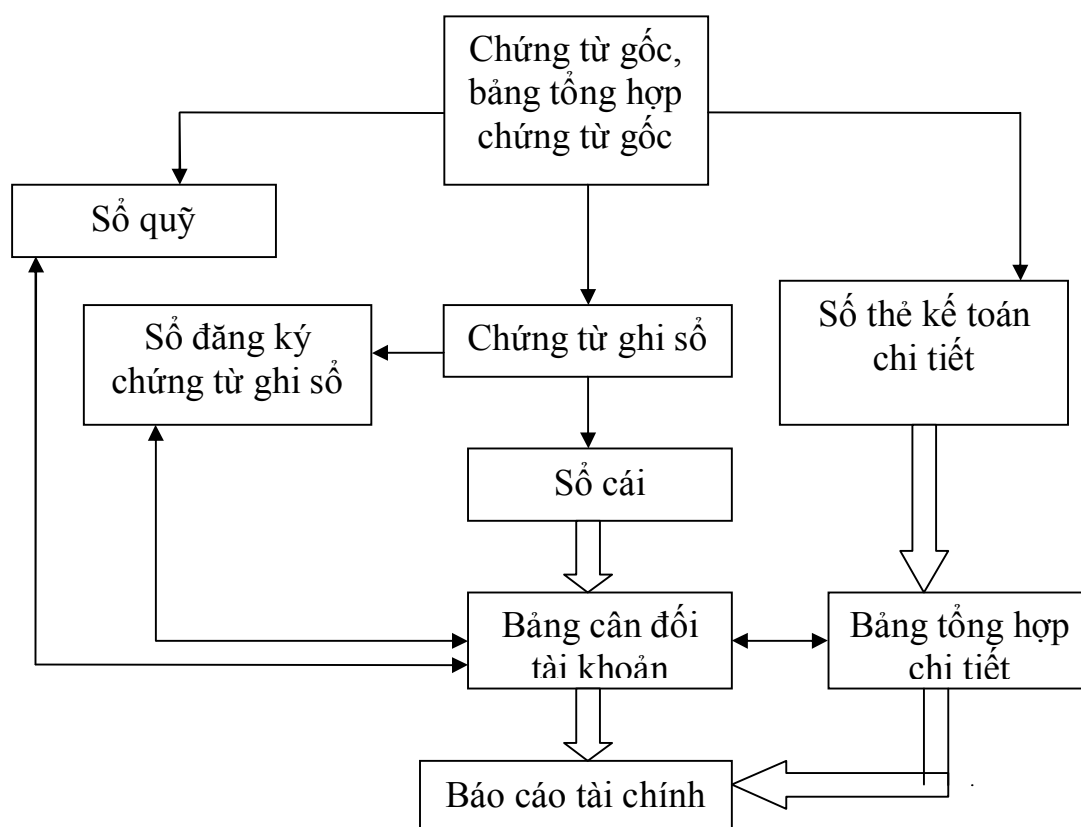 Chứng từ gốc,
bảng tổng hợp
chứng từ gốc
Sổ quỹ
Sổ đăng ký
chứng từ ghi sổ
Chứng từ ghi sổ
Số thẻ kế toán
chi tiết
Sổ cái
Bảng cân đối
tài khoản
Bảng tổng hợp
chi tiết
Báo cáo tài chính